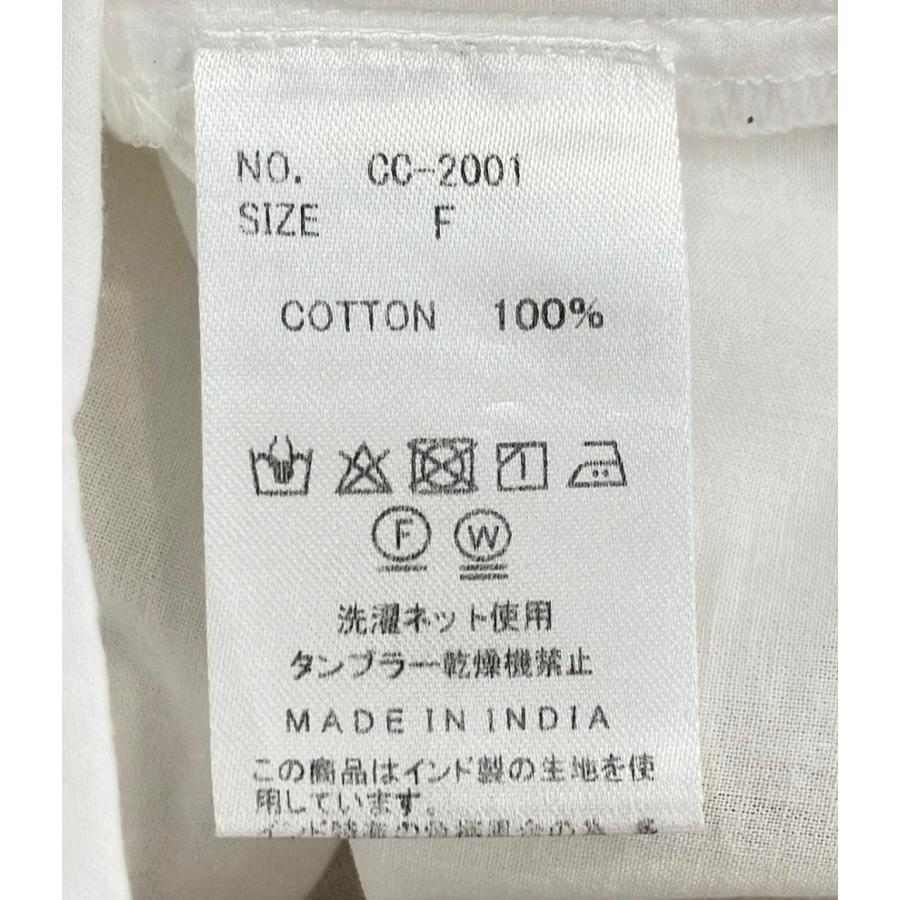 NO. CC-2001
SIZE F
COTTON 100%
F W
洗濯ネット使用
タンブラー乾燥機禁止
MADE IN INDIA
この商品はインド製の生地を使
用しています。